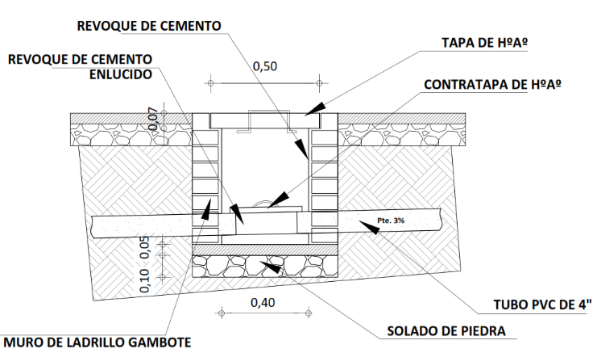 REVOQUE DE CEMENTO
TAPA DE HºAº
REVOQUE DE CEMENTO
ENLUCIDO
0,50
CONTRATAPA DE HºAº
0,07
Pte. 3%
0,05
0,10
0,40
TUBO PVC DE 4"
SOLADO DE PIEDRA
MURO DE LADRILLO GAMBOTE